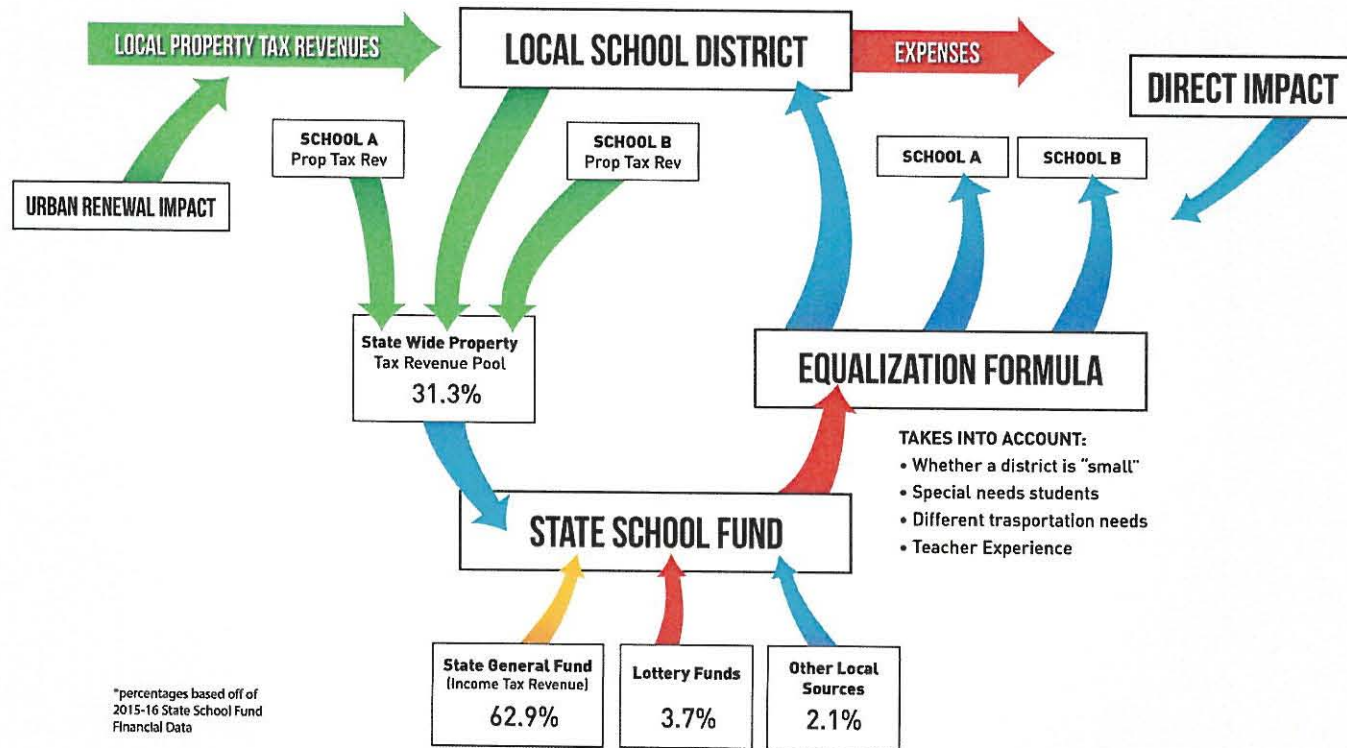 LOCAL PROPERTY TAX REVENUES
LOCAL SCHOOL DISTRICT
EXPENSES
DIRECT IMPACT
SCHOOL A
Prop Tax Rev
SCHOOL B
Prop Tax Rev
SCHOOL A
SCHOOL B
URBAN RENEWAL IMPACT
State Wide Property
Tax Revenue Pool
31.3%
EQUALIZATION FORMULA
TAKES INTO ACCOUNT:
• Whether a district is "small"
• Special needs students
• Different trasportation needs
• Teacher Experience
STATE SCHOOL FUND
State General Fund
(Income Tax Revenue)
62.9%
Lottery Funds
3.7%
Other Local
Sources
2.1%
*percentages based off of
2015-16 State School Fund
Financial Data